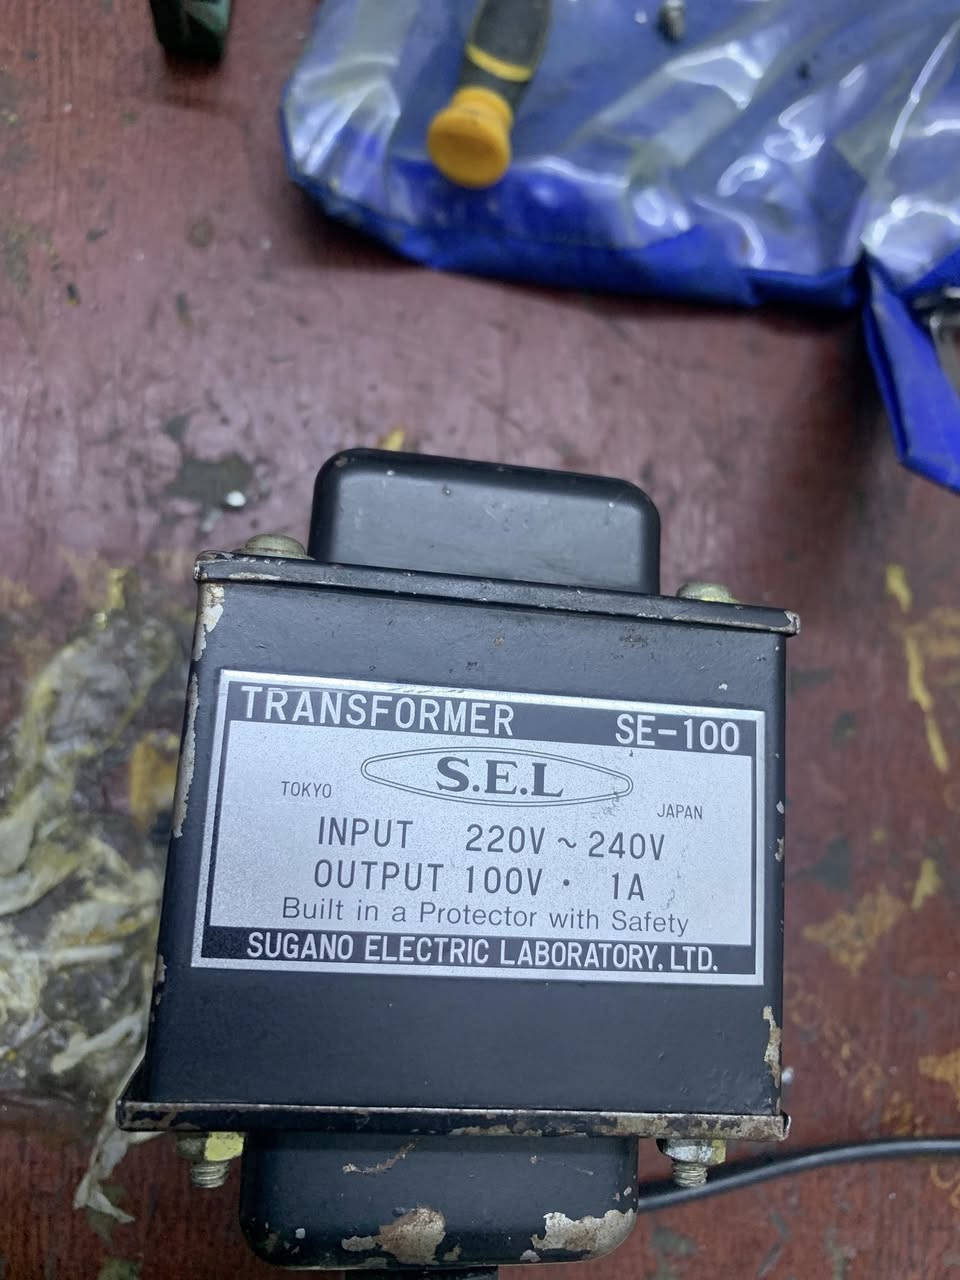 TRANSFORMER SE-100
S.E.L
TOKYO
JAPAN
INPUT 220V ~ 240V
OUTPUT 100V · 1A
Built in a Protector with Safety
SUGANO ELECTRIC LABORATORY, LTD.